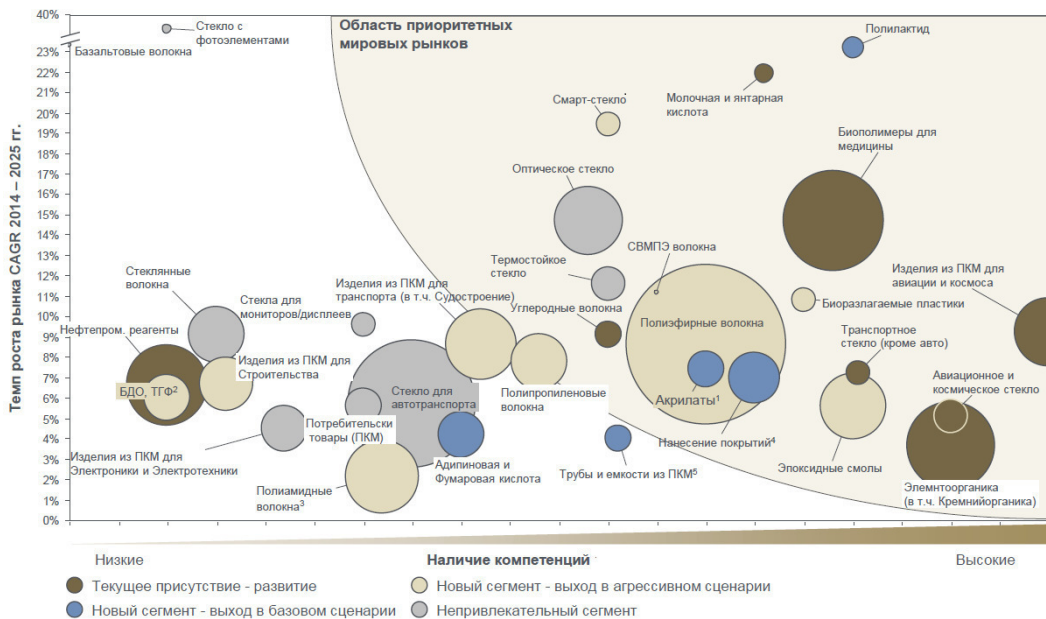 40%
23%
22%
21%
20%
19%
18%
17%
16%
15%
14%
13%
12%
11%
10%
9%
8%
7%
6%
5%
4%
3%
2%
1%
0%
Темп роста рынка CAGR 2014 – 2025 гг.
Область приоритетных
мировых рынков
Стекло с
фотоэлементами
Базальтовые волокна
Полилактид
Молочная и янтарная
кислота
Смарт-стекло
Биополимеры для
медицины
Оптическое стекло
СВМПЭ волокна
Термостойкое
стекло
Стеклянные
волокна
Изделия из ПКМ для
транспорта (в т.ч. Судостроение)
Изделия из ПКМ для
авиации и космоса
Стекла для
мониторов/дисплеев
Углеродные волокна
Биоразлагаемые пластики
Нефтепром. реагенты
Полиэфирные волокна
Транспортное
стекло (кроме авто)
Изделия из ПКМ для
Строительства
БДО, ТГФ²
Стекло для
автотранспорта
Полипропиленовые
волокна
Акрилаты¹
Авиационное и
космическое стекло
Потребительски
товары (ПКМ)
Нанесение покрытий⁴
Изделия из ПКМ для
Электроники и Электротехники
Адипиновая и
Фумаровая кислота
Трубы и емкости из ПКМ⁵
Эпоксидные смолы
Полиамидные
волокна³
Элемнтоорганика
(в т.ч. Кремнийорганика)
Низкие
Наличие компетенций
Высокие
Текущее присутствие - развитие
Новый сегмент - выход в агрессивном сценарии
Новый сегмент - выход в базовом сценарии
Непривлекательный сегмент